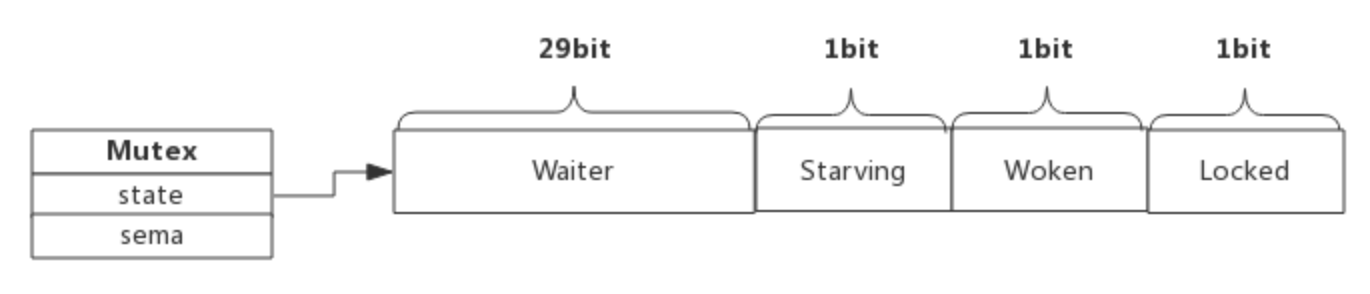 29bit 1bit 1bit 1bit
Mutex
state
sema
Waiter Starving Woken Locked